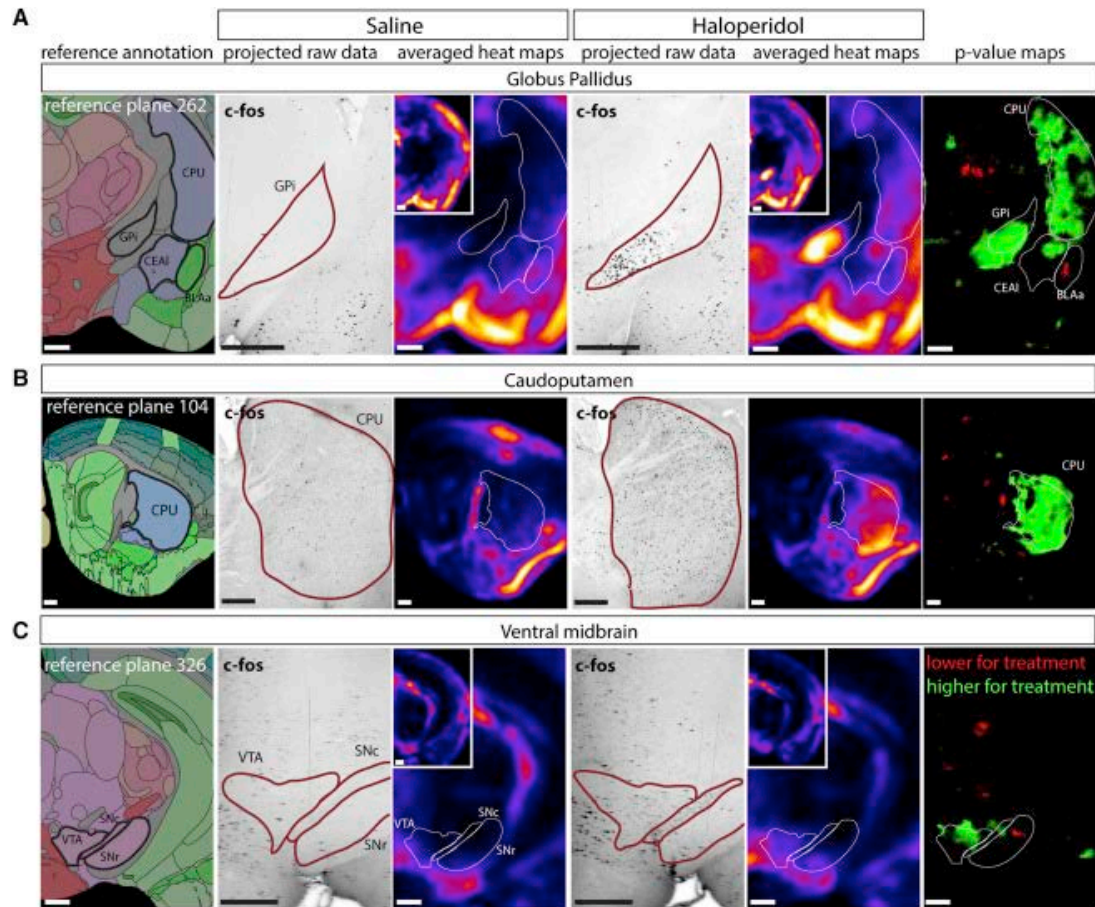 A
Saline
Haloperidol
reference annotation
projected raw data
averaged heat maps
projected raw data
averaged heat maps
p-value maps
Globus Pallidus
reference plane 262
CPU
GPi
CEAl
BLAa
c-fos
GPi
c-fos
CPU
GPi
CEAl
BLAa
B
Caudoputamen
reference plane 104
CPU
c-fos
CPU
c-fos
CPU
C
Ventral midbrain
reference plane 326
VTA
SNc
SNr
c-fos
VTA
SNc
SNr
VTA
SNc
SNr
c-fos
lower for treatment
higher for treatment